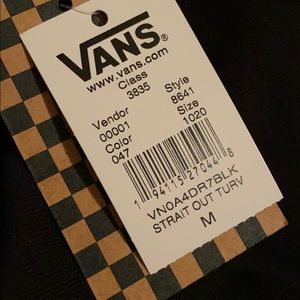 VANS
www.vans.com
Class Style
3835 8641
Vendor Size
00001 1020
Color
047
1 94115 27044 8
VN0A4DR7BLK
STRAIT OUT TURV
M